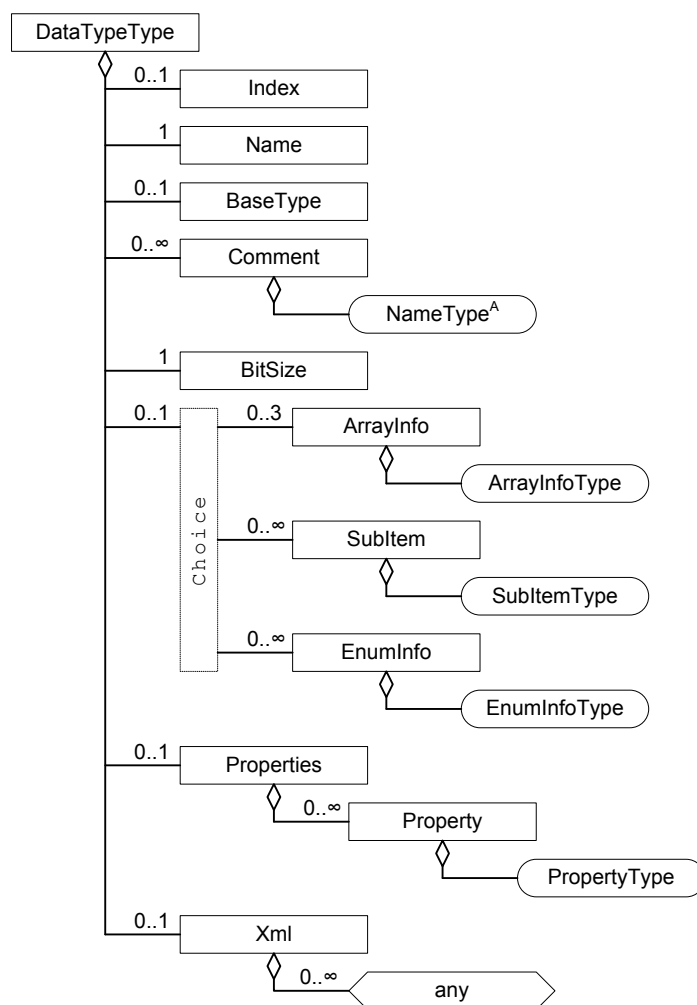 DataTypeType
0..1 Index
1 Name
0..1 BaseType
0..∞ Comment
NameTypeᴬ
1 BitSize
0..1 Choice 0..3 ArrayInfo
ArrayInfoType
0..∞ SubItem
SubItemType
0..∞ EnumInfo
EnumInfoType
0..1 Properties
0..∞ Property
PropertyType
0..1 Xml
0..∞ any